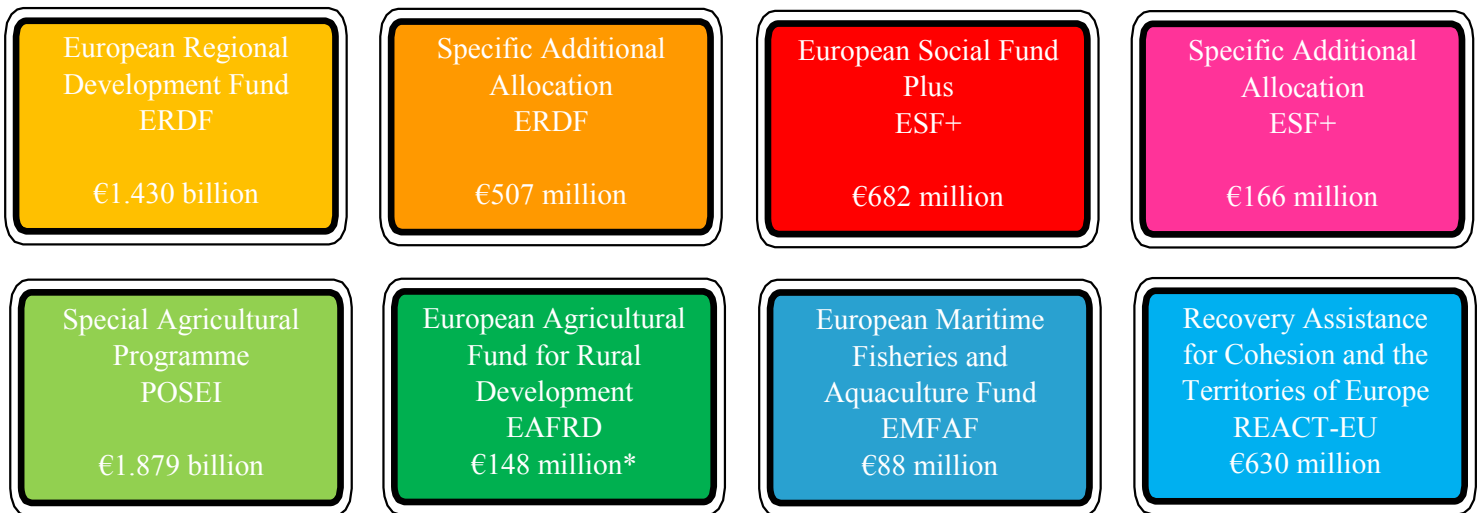 European Regional
Development Fund
ERDF
€1.430 billion
Specific Additional
Allocation
ERDF
€507 million
European Social Fund
Plus
ESF+
€682 million
Specific Additional
Allocation
ESF+
€166 million
Special Agricultural
Programme
POSEI
€1.879 billion
European Agricultural
Fund for Rural
Development
EAFRD
€148 million*
European Maritime
Fisheries and
Aquaculture Fund
EMFAF
€88 million
Recovery Assistance
for Cohesion and the
Territories of Europe
REACT-EU
€630 million